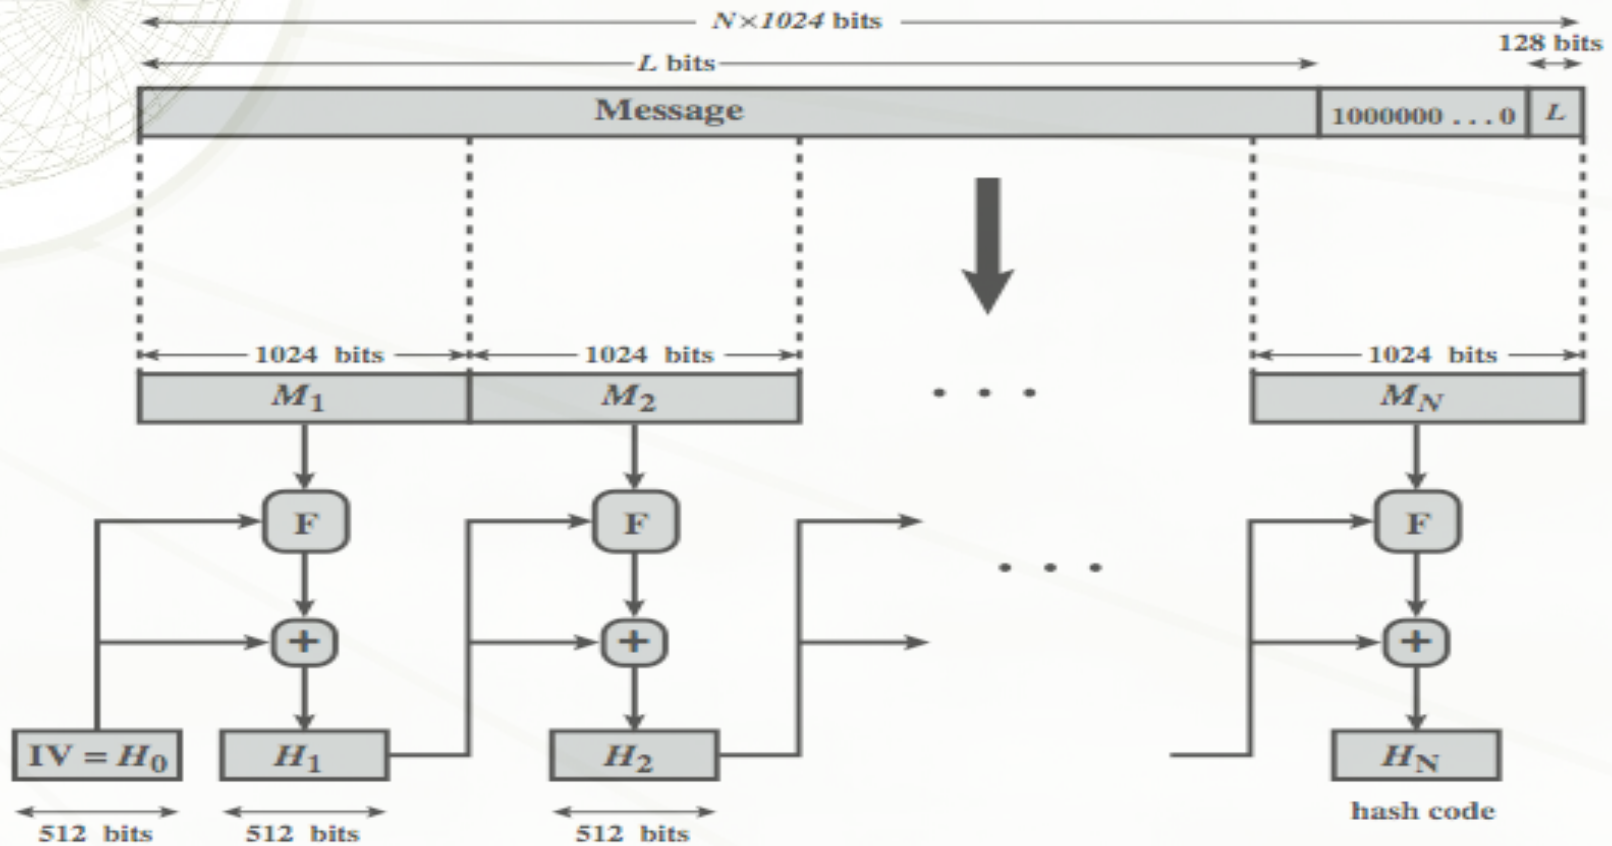 N×1024 bits
128 bits
L bits
Message
1000000 . . . 0
L
1024 bits
1024 bits
1024 bits
M1
M2
. . .
MN
F
F
F
. . .
+
+
+
IV = H0
H1
H2
HN
512 bits
512 bits
512 bits
hash code